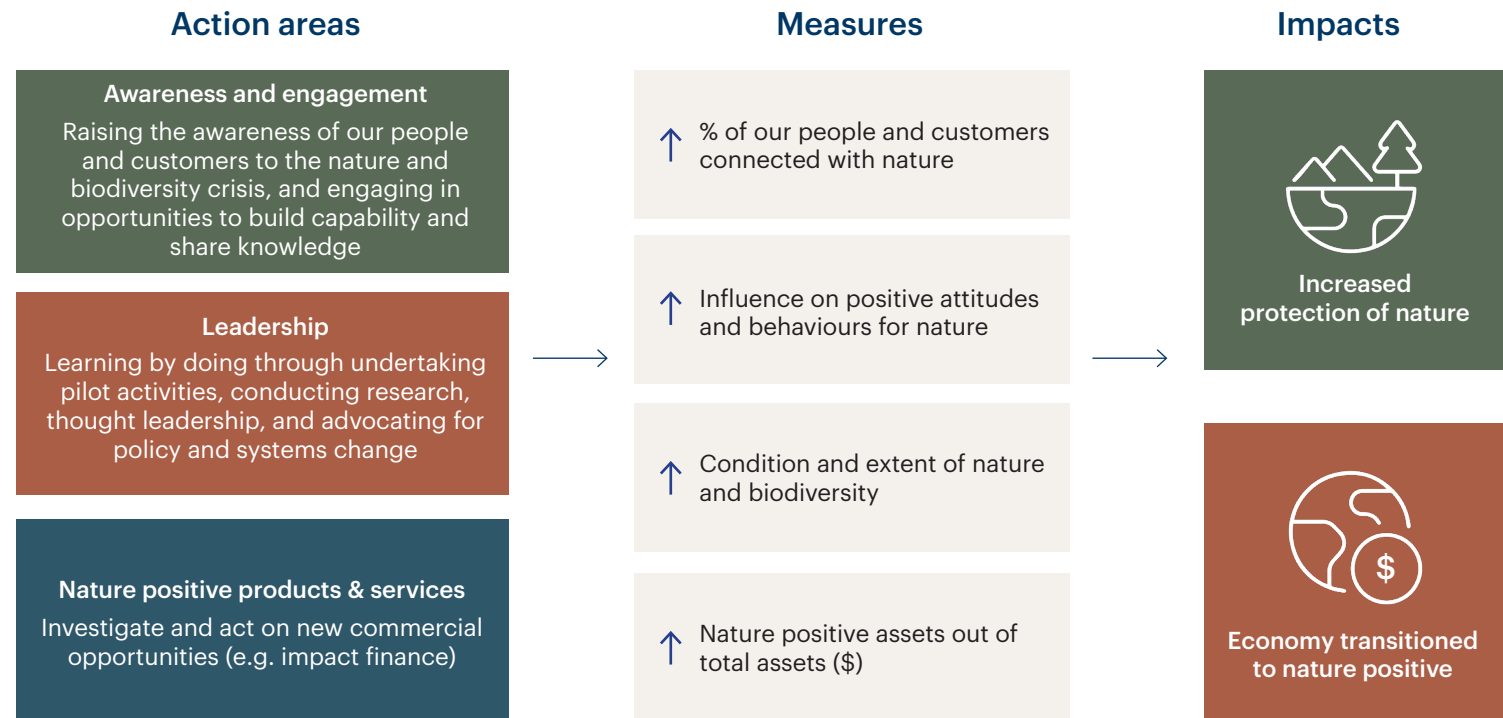 Action areas
Awareness and engagement
Raising the awareness of our people
and customers to the nature and
biodiversity crisis, and engaging in
opportunities to build capability and
share knowledge
Leadership
Learning by doing through undertaking
pilot activities, conducting research,
thought leadership, and advocating for
policy and systems change
Nature positive products & services
Investigate and act on new commercial
opportunities (e.g. impact finance)
Measures
% of our people and customers
connected with nature
Influence on positive attitudes
and behaviours for nature
Condition and extent of nature
and biodiversity
Nature positive assets out of
total assets ($)
Impacts
Increased
protection of nature
$
Economy transitioned
to nature positive